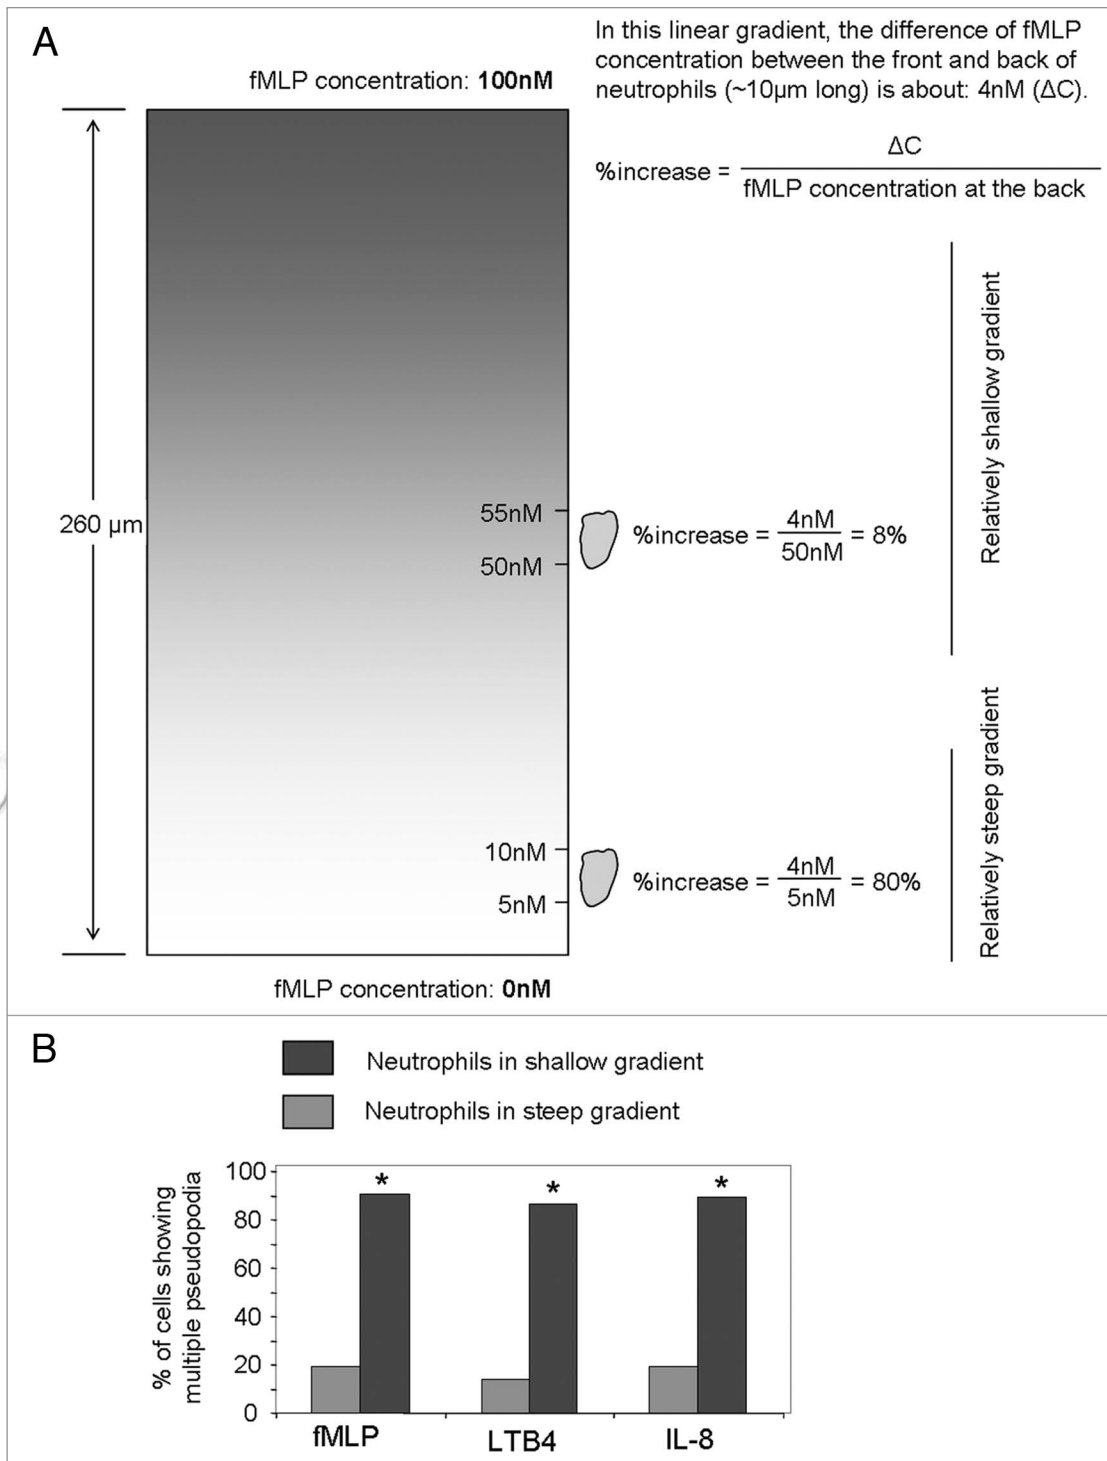 A
fMLP concentration: 100nM
In this linear gradient, the difference of fMLP
concentration between the front and back of
neutrophils (~10µm long) is about: 4nM (ΔC).
%increase =
ΔC
fMLP concentration at the back
Relatively shallow gradient
260 µm
55nM
50nM
%increase = 4nM
50nM
= 8%
Relatively steep gradient
10nM
5nM
%increase = 4nM
5nM
= 80%
fMLP concentration: 0nM
B
Neutrophils in shallow gradient
Neutrophils in steep gradient
% of cells showing
multiple pseudopodia
100
80
60
40
20
0
*
*
*
fMLP
LTB4
IL-8